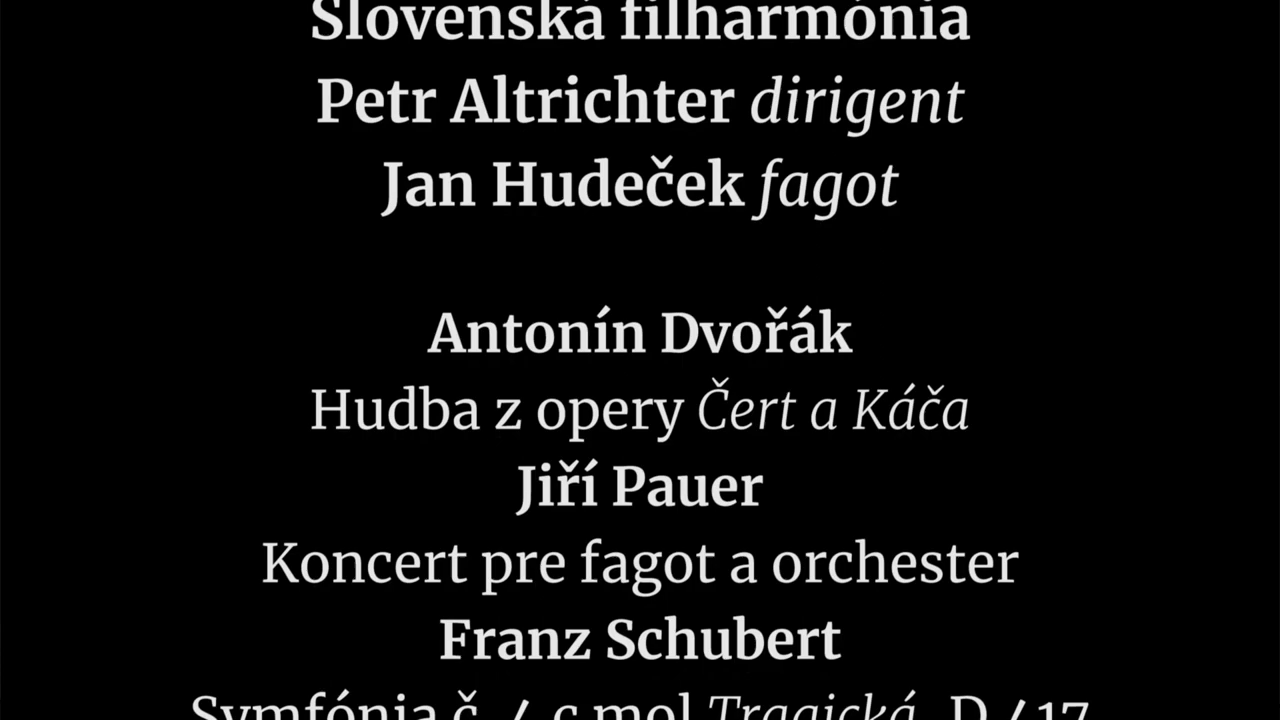 Slovenská filharmónia
Petr Altrichter dirigent
Jan Hudeček fagot
Antonín Dvořák
Hudba z opery Čert a Káča
Jiří Pauer
Koncert pre fagot a orchester
Franz Schubert
Symfónia č. 4 c mol Tragická, D 417